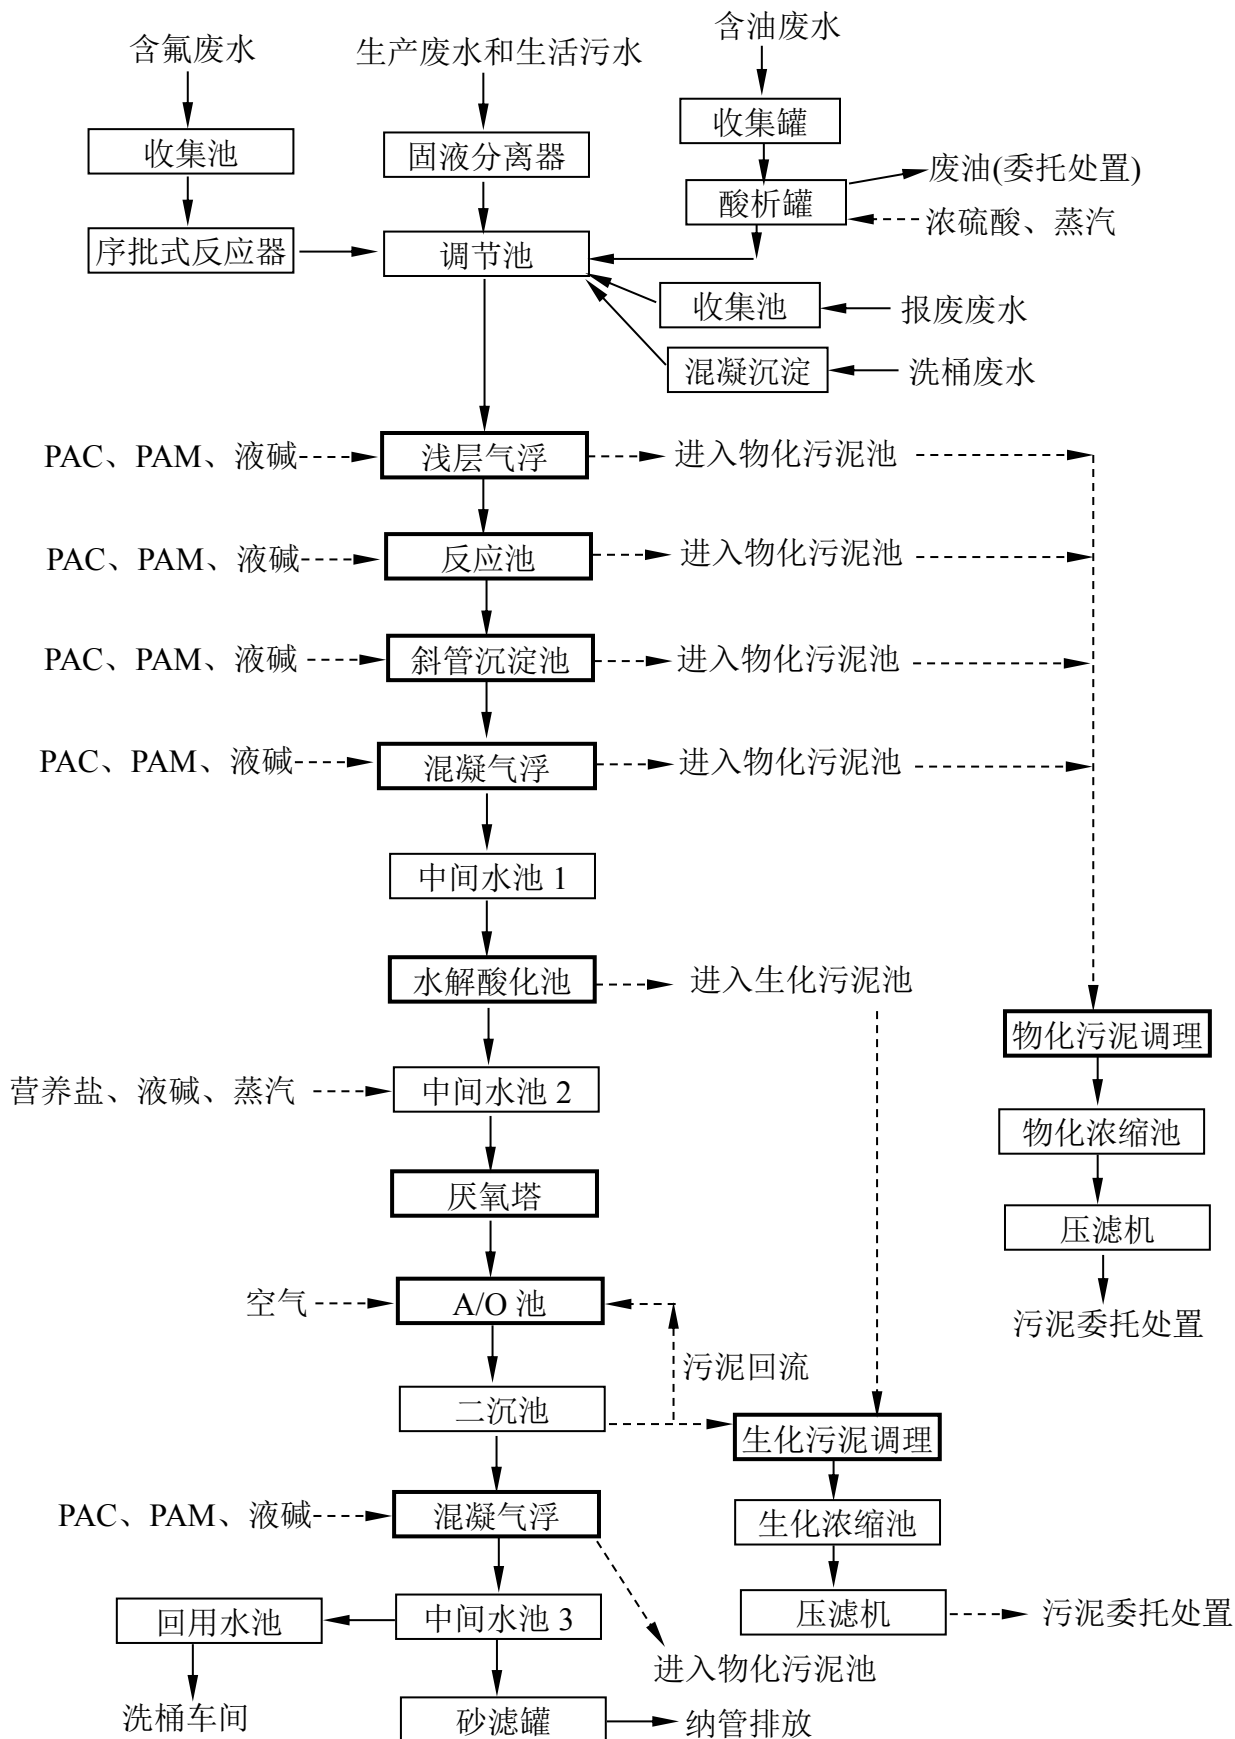 含油废水
含氟废水
生产废水和生活污水
收集罐
收集池
固液分离器
废油(委托处置)
酸析罐
浓硫酸、蒸汽
序批式反应器
调节池
收集池
报废废水
混凝沉淀
洗桶废水
PAC、PAM、液碱
浅层气浮
进入物化污泥池
PAC、PAM、液碱
反应池
进入物化污泥池
PAC、PAM、液碱
斜管沉淀池
进入物化污泥池
PAC、PAM、液碱
混凝气浮
进入物化污泥池
中间水池 1
水解酸化池
进入生化污泥池
物化污泥调理
营养盐、液碱、蒸汽
中间水池 2
物化浓缩池
厌氧塔
压滤机
空气
A/O 池
污泥委托处置
污泥回流
二沉池
生化污泥调理
PAC、PAM、液碱
混凝气浮
生化浓缩池
回用水池
中间水池 3
压滤机
污泥委托处置
进入物化污泥池
洗桶车间
砂滤罐
纳管排放